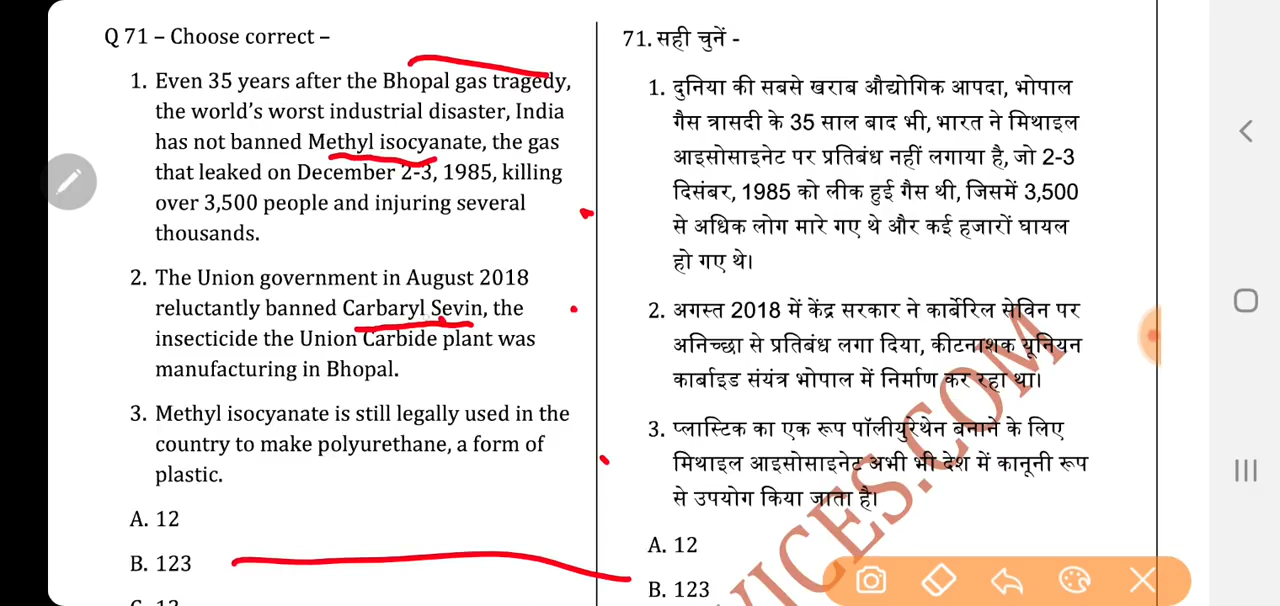 Q 71 – Choose correct –
1. Even 35 years after the Bhopal gas tragedy,
the world's worst industrial disaster, India
has not banned Methyl isocyanate, the gas
that leaked on December 2-3, 1985, killing
over 3,500 people and injuring several
thousands.
2. The Union government in August 2018
reluctantly banned Carbaryl Sevin, the
insecticide the Union Carbide plant was
manufacturing in Bhopal.
3. Methyl isocyanate is still legally used in the
country to make polyurethane, a form of
plastic.
A. 12
B. 123
71. सही चुनें -
1. दुनिया की सबसे खराब औद्योगिक आपदा, भोपाल
गैस त्रासदी के 35 साल बाद भी, भारत ने मिथाइल
आइसोसाइनेट पर प्रतिबंध नहीं लगाया है, जो 2-3
दिसंबर, 1985 को लीक हुई गैस थी, जिसमें 3,500
से अधिक लोग मारे गए थे और कई हजारों घायल
हो गए थे।
2. अगस्त 2018 में केंद्र सरकार ने कार्बेरिल सेविन पर
अनिच्छा से प्रतिबंध लगा दिया, कीटनाशक यूनियन
कार्बाइड संयंत्र भोपाल में निर्माण कर रहा था।
3. प्लास्टिक का एक रूप पॉलीयुरेथेन बनाने के लिए
मिथाइल आइसोसाइनेट अभी भी देश में कानूनी रूप
से उपयोग किया जाता है।
A. 12
B. 123
VICES.COM